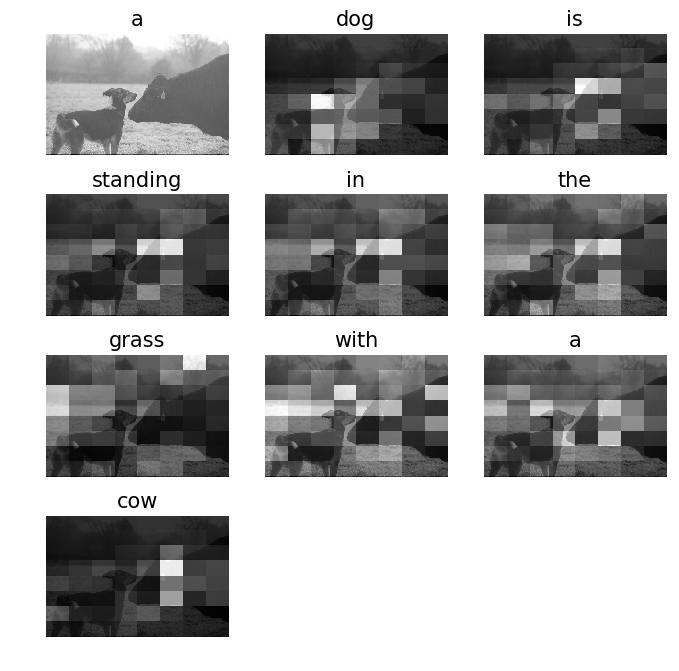 a dog is
standing in the
grass with a
cow